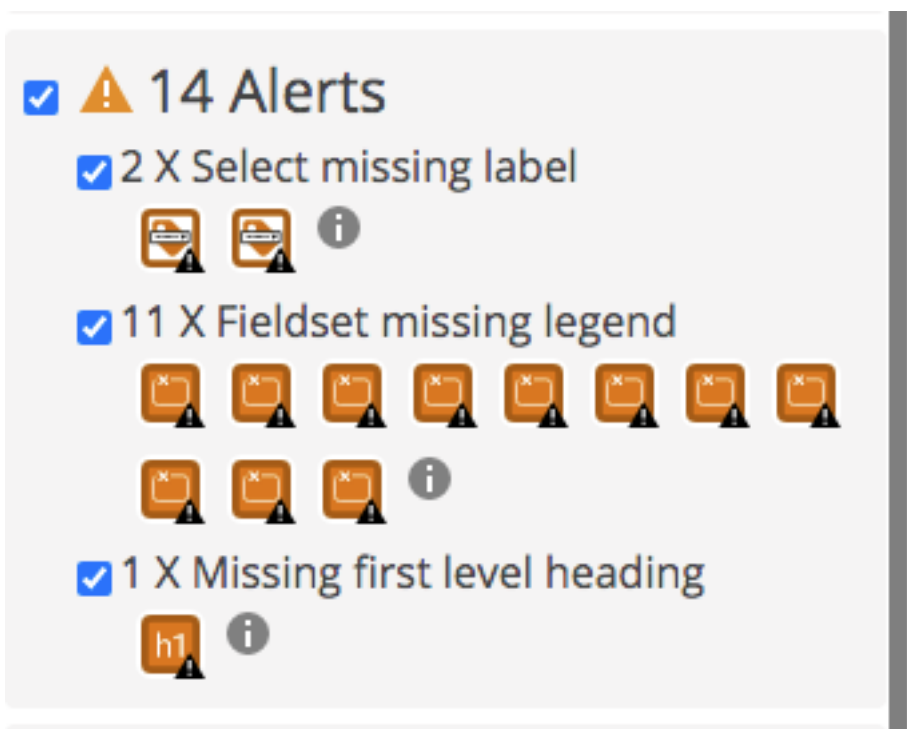 14 Alerts
2 X Select missing label
11 X Fieldset missing legend
1 X Missing first level heading
h1